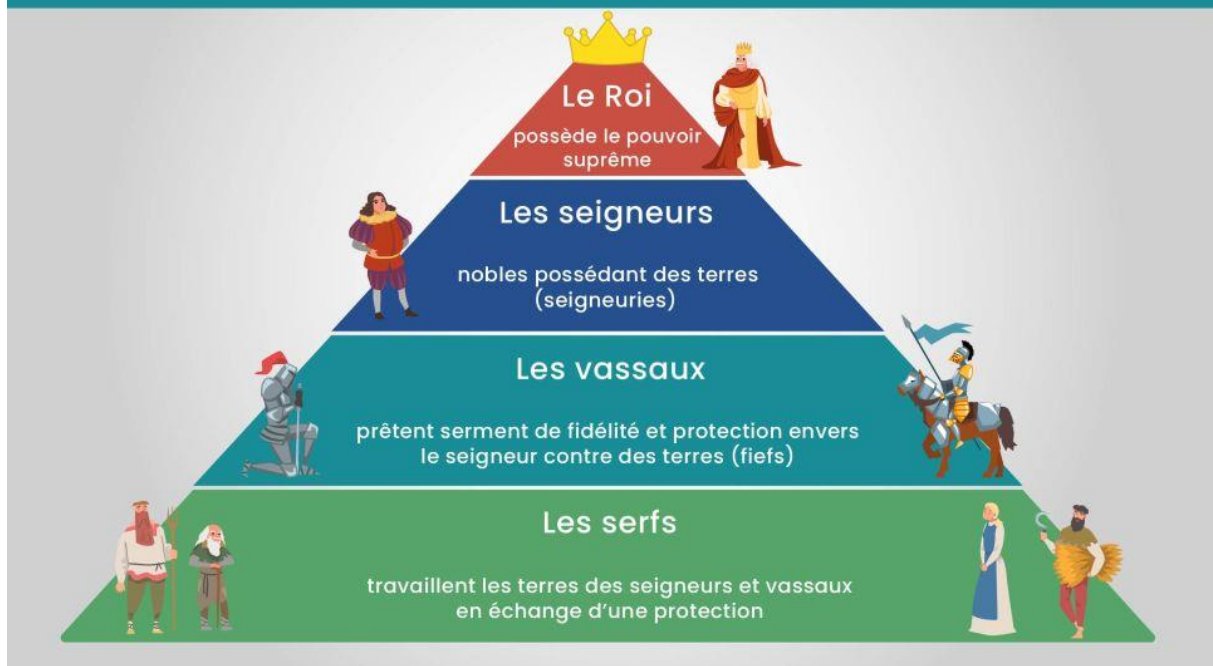 Le Roi
possède le pouvoir
suprême
Les seigneurs
nobles possédant des terres
(seigneuries)
Les vassaux
prêtent serment de fidélité et protection envers
le seigneur contre des terres (fiefs)
Les serfs
travaillent les terres des seigneurs et vassaux
en échange d'une protection